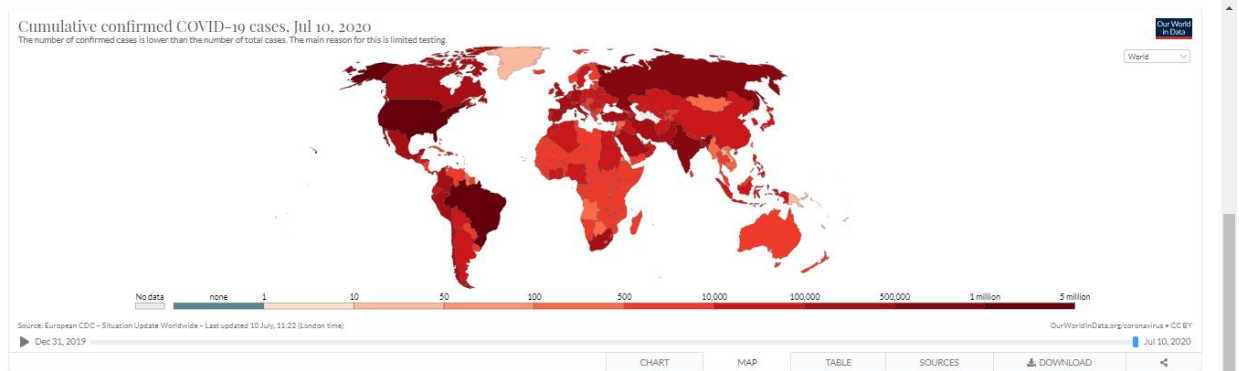 Cumulative confirmed COVID-19 cases, Jul 10, 2020
The number of confirmed cases is lower than the number of total cases. The main reason for this is limited testing.
Our World
in Data
World
No data none 1 10 50 100 500 10,000 100,000 500,000 1 million 5 million
Source: European CDC – Situation Update Worldwide – Last updated 10 July, 11:22 (London time)
OurWorldInData.org/coronavirus • CC BY
Dec 31, 2019
Jul 10, 2020
CHART MAP TABLE SOURCES DOWNLOAD